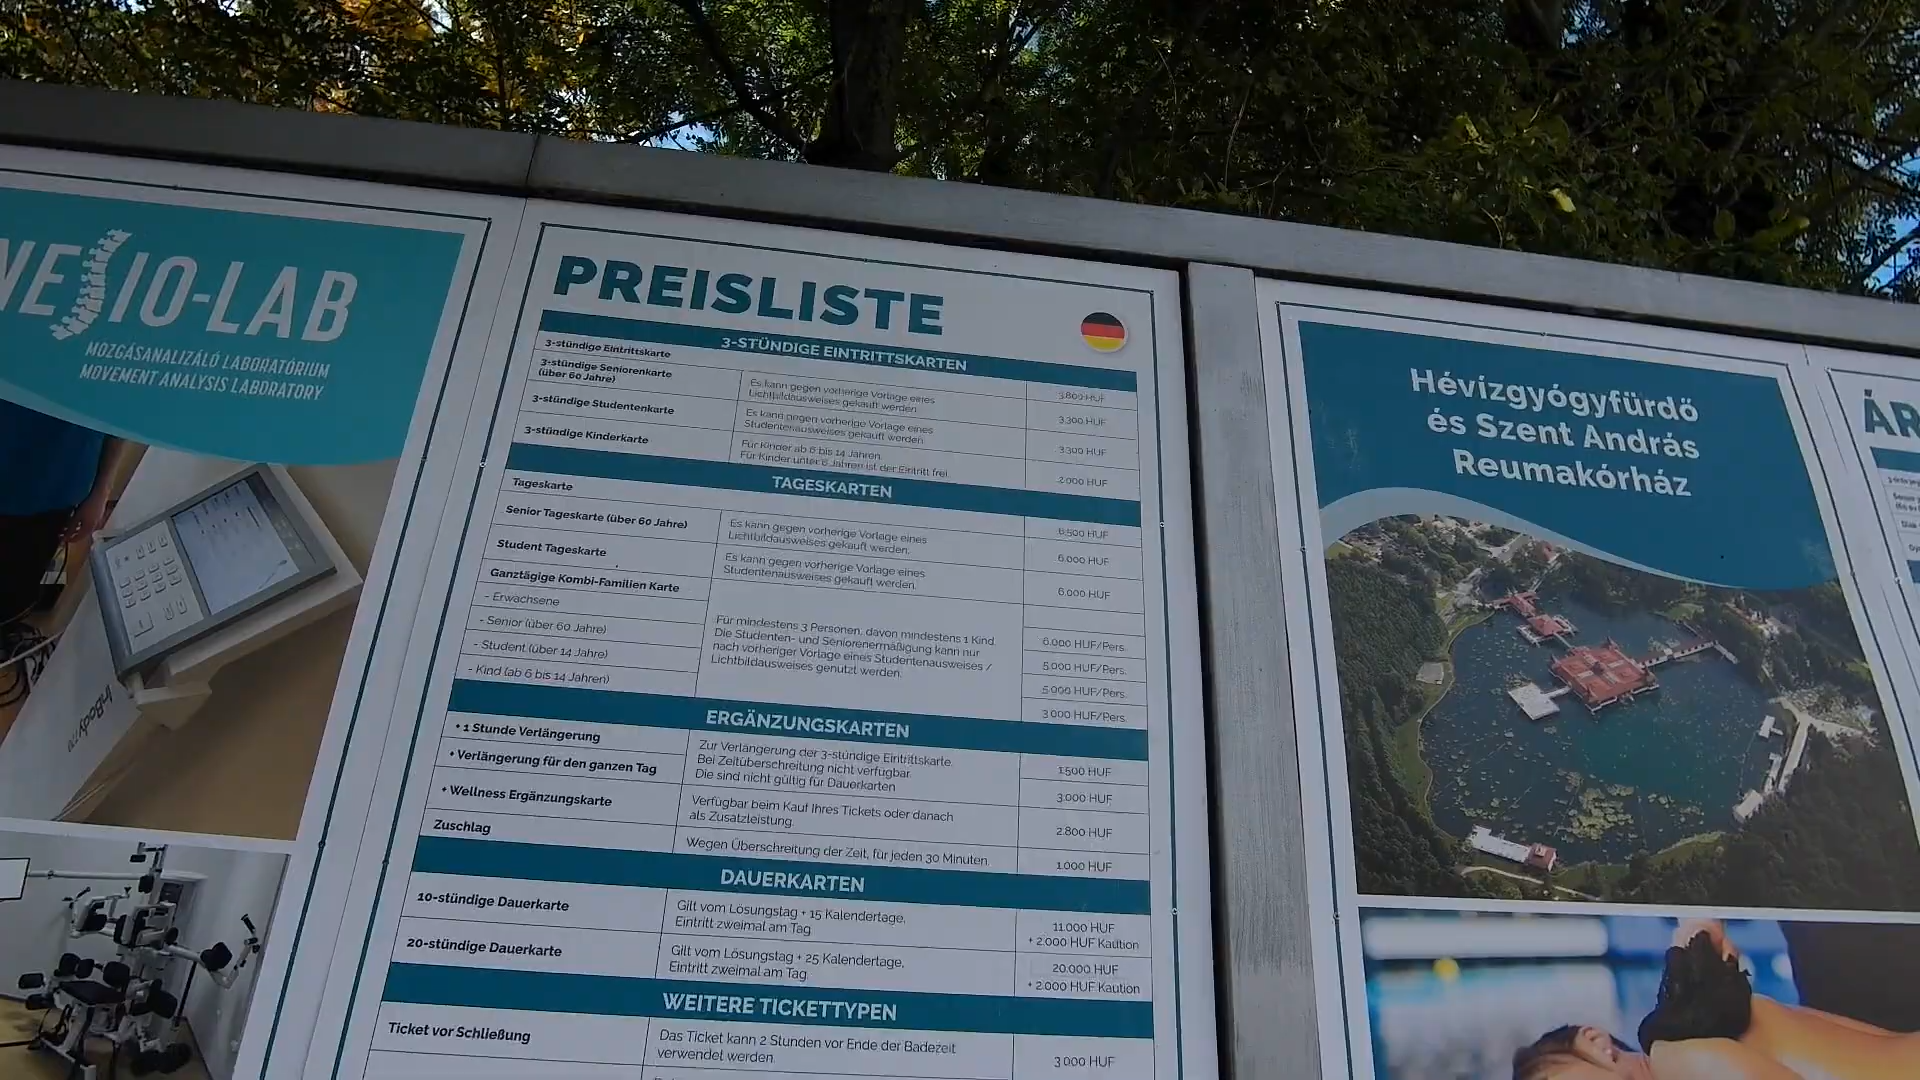 NE IO-LAB
MOZGÁSANALIZÁLÓ LABORATÓRIUM
MOVEMENT ANALYSIS LABORATORY
InBody
PREISLISTE
3-STÜNDIGE EINTRITTSKARTEN
3-stündige Eintrittskarte
3.800 HUF
3-stündige Seniorenkarte
(über 60 Jahre)
Es kann gegen vorherige Vorlage eines
Lichtbildausweises gekauft werden.
3.300 HUF
3-stündige Studentenkarte
Es kann gegen vorherige Vorlage eines
Studentenausweises gekauft werden.
3.300 HUF
3-stündige Kinderkarte
Für Kinder ab 6 bis 14 Jahren.
Für Kinder unter 6 Jahren ist der Eintritt frei.
2.000 HUF
TAGESKARTEN
Tageskarte
6.500 HUF
Senior Tageskarte (über 60 Jahre)
Es kann gegen vorherige Vorlage eines
Lichtbildausweises gekauft werden.
6.000 HUF
Student Tageskarte
Es kann gegen vorherige Vorlage eines
Studentenausweises gekauft werden.
6.000 HUF
Ganztägige Kombi-Familien Karte
- Erwachsene
6.000 HUF/Pers.
- Senior (über 60 Jahre)
5.000 HUF/Pers.
- Student (über 14 Jahre)
5.000 HUF/Pers.
- Kind (ab 6 bis 14 Jahren)
3.000 HUF/Pers.
Für mindestens 3 Personen, davon mindestens 1 Kind.
Die Studenten- und Seniorenermäßigung kann nur
nach vorheriger Vorlage eines Studentenausweises /
Lichtbildausweises genutzt werden.
ERGÄNZUNGSKARTEN
+ 1 Stunde Verlängerung
1.500 HUF
+ Verlängerung für den ganzen Tag
3.000 HUF
Zur Verlängerung der 3-stündige Eintrittskarte.
Bei Zeitüberschreitung nicht verfügbar.
Die sind nicht gültig für Dauerkarten
+ Wellness Ergänzungskarte
Verfügbar beim Kauf Ihres Tickets oder danach
als Zusatzleistung.
2.800 HUF
Zuschlag
Wegen Überschreitung der Zeit, für jeden 30 Minuten.
1.000 HUF
DAUERKARTEN
10-stündige Dauerkarte
Gilt vom Lösungstag + 15 Kalendertage,
Eintritt zweimal am Tag
11.000 HUF
+ 2.000 HUF Kaution
20-stündige Dauerkarte
Gilt vom Lösungstag + 25 Kalendertage,
Eintritt zweimal am Tag.
20.000 HUF
+ 2.000 HUF Kaution
WEITERE TICKETTYPEN
Ticket vor Schließung
Das Ticket kann 2 Stunden vor Ende der Badezeit
verwendet werden.
3.000 HUF
Hévízgyógyfürdő
és Szent András
Reumakórház
ÁR